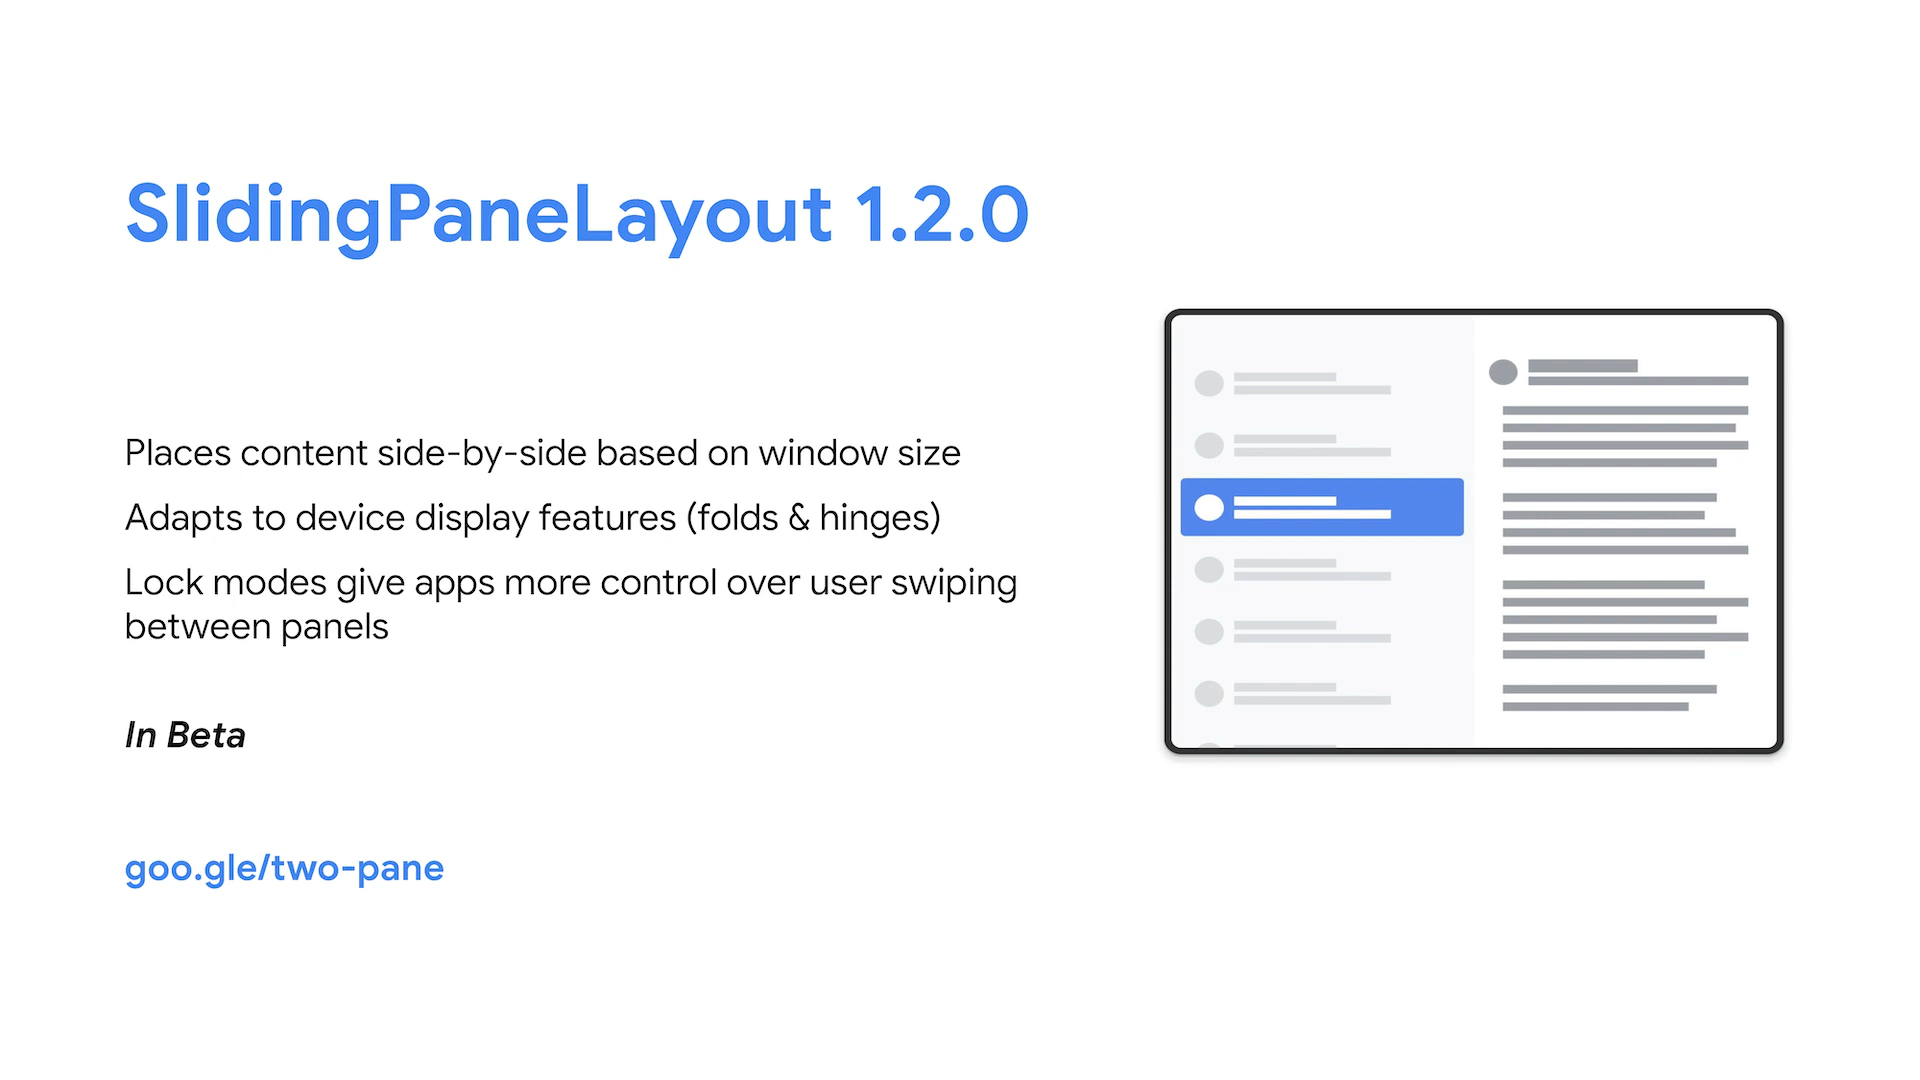 SlidingPaneLayout 1.2.0
Places content side-by-side based on window size
Adapts to device display features (folds & hinges)
Lock modes give apps more control over user swiping
between panels
In Beta
goo.gle/two-pane